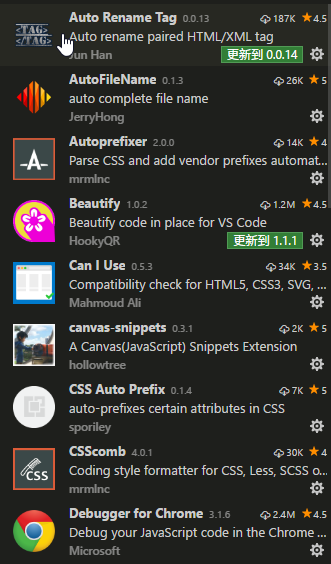 <TAG>
</TAG>
Auto Rename Tag 0.0.13 187K ★4.5
Auto rename paired HTML/XML tag
Jun Han 更新到 0.0.14
AutoFileName 0.1.3 26K ★5
auto complete file name
JerryHong
A
Autoprefixer 2.0.0 14K ★4
Parse CSS and add vendor prefixes automat...
mrmlnc
Beautify 1.0.2 1.2M ★4.5
Beautify code in place for VS Code
HookyQR 更新到 1.1.1
Can I Use 0.5.3 34K ★3.5
Compatibility check for HTML5, CSS3, SVG, ...
Mahmoud Ali
canvas-snippets 0.3.1 2K ★5
A Canvas(JavaScript) Snippets Extension
hollowtree
CSS Auto Prefix 0.1.4 7K ★5
auto-prefixes certain attributes in CSS
sporiley
CSS
CSScomb 4.0.1 30K ★4
Coding style formatter for CSS, Less, SCSS o...
mrmlnc
Debugger for Chrome 3.1.6 2.4M ★4.5
Debug your JavaScript code in the Chrome ...
Microsoft